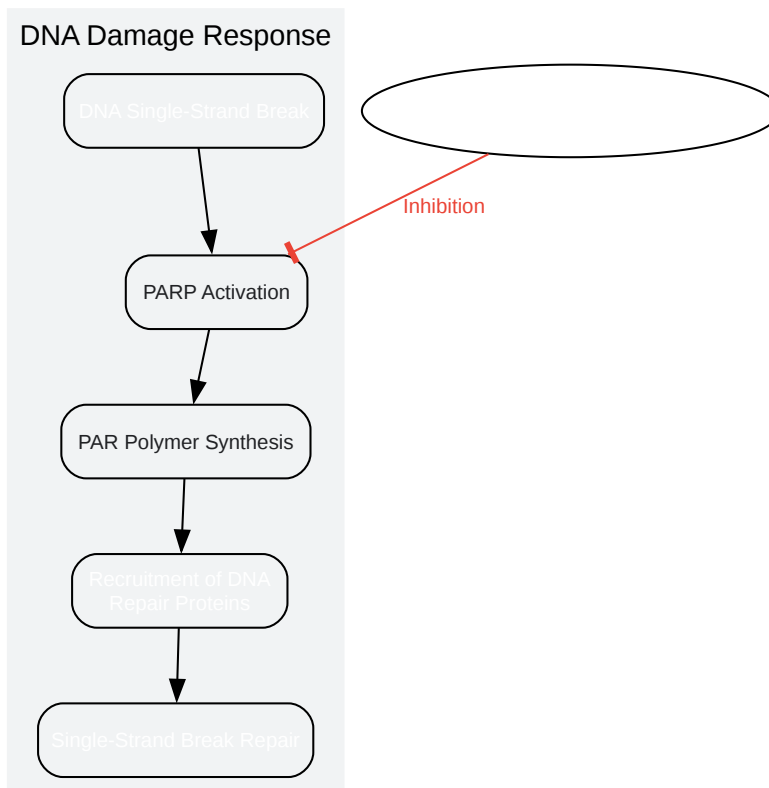 DNA Damage Response
DNA Single-Strand Break
Inhibition
PARP Activation
PAR Polymer Synthesis
Recruitment of DNA
Repair Proteins
Single-Strand Break Repair